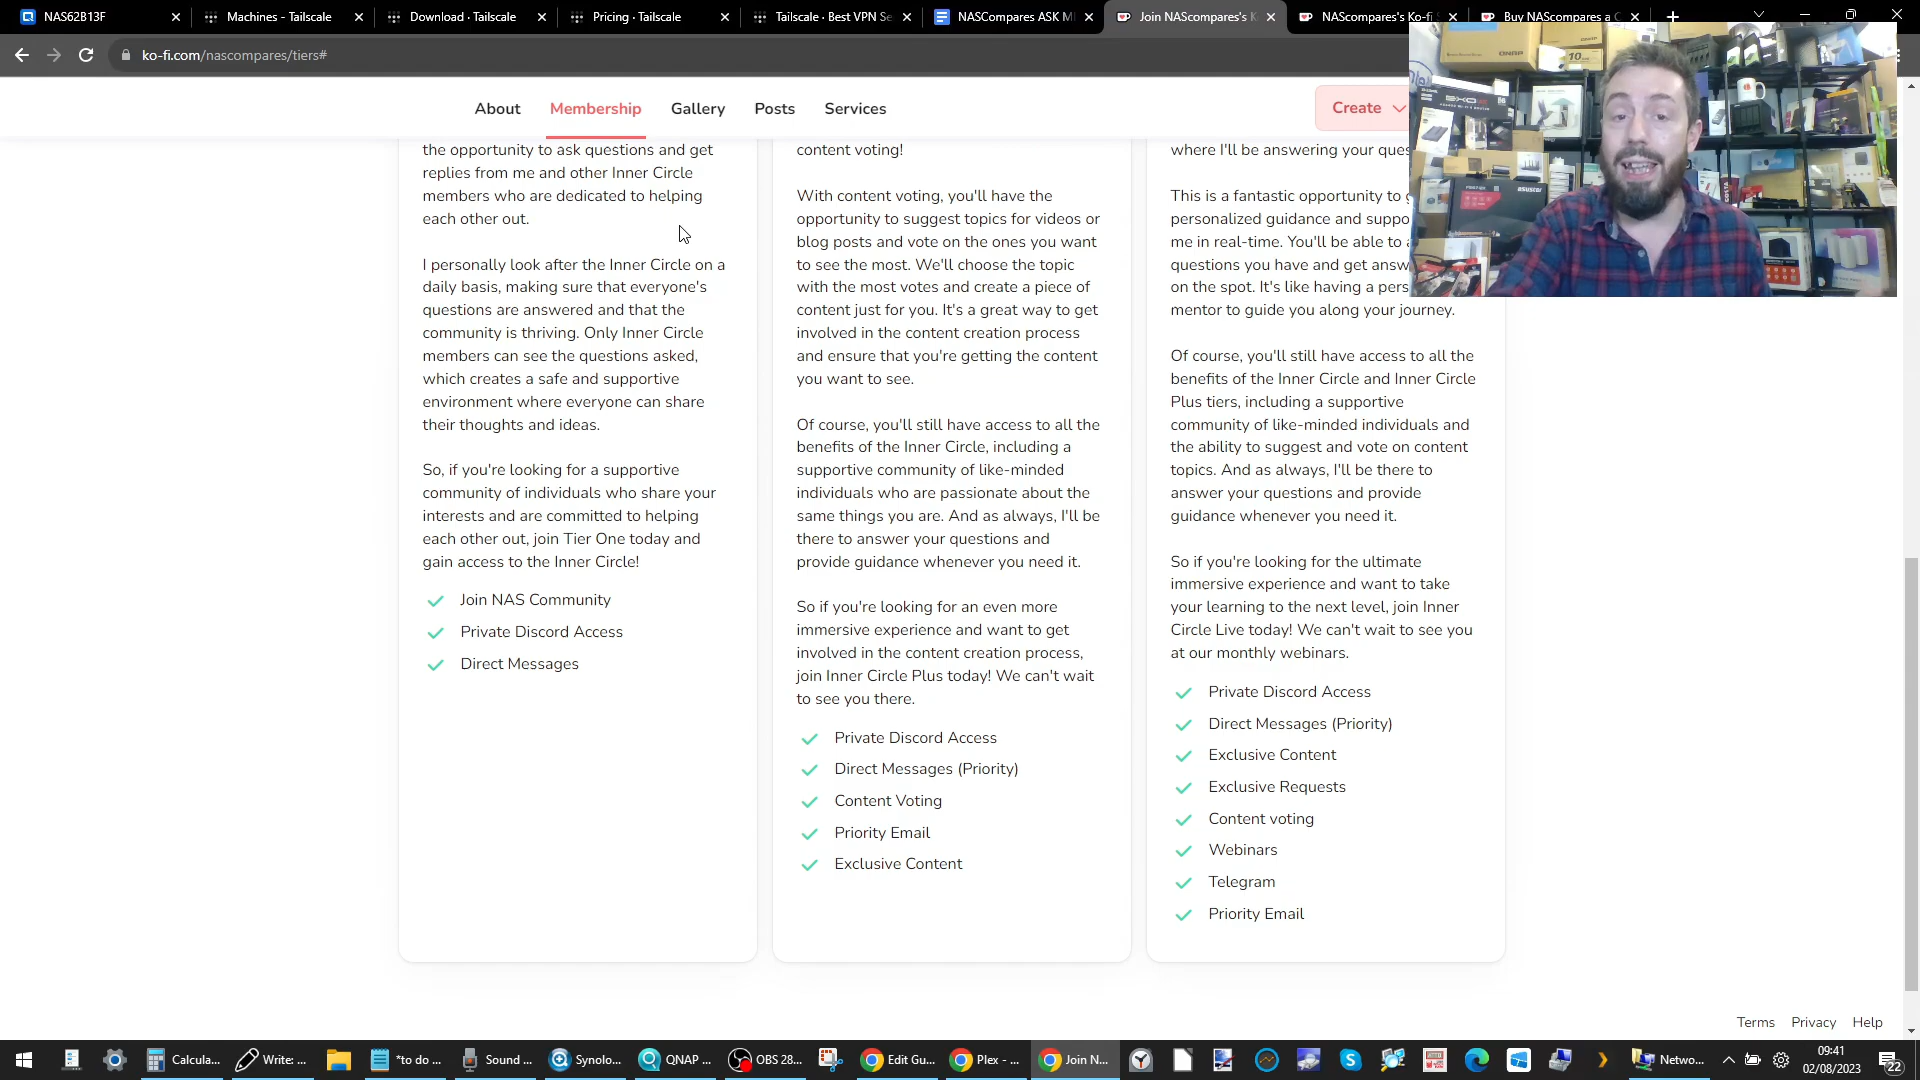 NAS62B13F
Machines - Tailscale
Download · Tailscale
Pricing · Tailscale
Tailscale · Best VPN Se
NASCompares ASK M
Join NAScompares's K
NAScompares's Ko-fi S
Buy NAScompares a C
ko-fi.com/nascompares/tiers#
About
Membership
Gallery
Posts
Services
Create
the opportunity to ask questions and get
replies from me and other Inner Circle
members who are dedicated to helping
each other out.
I personally look after the Inner Circle on a
daily basis, making sure that everyone's
questions are answered and that the
community is thriving. Only Inner Circle
members can see the questions asked,
which creates a safe and supportive
environment where everyone can share
their thoughts and ideas.
So, if you're looking for a supportive
community of individuals who share your
interests and are committed to helping
each other out, join Tier One today and
gain access to the Inner Circle!
Join NAS Community
Private Discord Access
Direct Messages
content voting!
With content voting, you'll have the
opportunity to suggest topics for videos or
blog posts and vote on the ones you want
to see the most. We'll choose the topic
with the most votes and create a piece of
content just for you. It's a great way to get
involved in the content creation process
and ensure that you're getting the content
you want to see.
Of course, you'll still have access to all the
benefits of the Inner Circle, including a
supportive community of like-minded
individuals who are passionate about the
same things you are. And as always, I'll be
there to answer your questions and
provide guidance whenever you need it.
So if you're looking for an even more
immersive experience and want to get
involved in the content creation process,
join Inner Circle Plus today! We can't wait
to see you there.
Private Discord Access
Direct Messages (Priority)
Content Voting
Priority Email
Exclusive Content
where I'll be answering your ques
This is a fantastic opportunity to g
personalized guidance and suppo
me in real-time. You'll be able to a
questions you have and get answ
on the spot. It's like having a pers
mentor to guide you along your journey.
Of course, you'll still have access to all the
benefits of the Inner Circle and Inner Circle
Plus tiers, including a supportive
community of like-minded individuals and
the ability to suggest and vote on content
topics. And as always, I'll be there to
answer your questions and provide
guidance whenever you need it.
So if you're looking for the ultimate
immersive experience and want to take
your learning to the next level, join Inner
Circle Live today! We can't wait to see you
at our monthly webinars.
Private Discord Access
Direct Messages (Priority)
Exclusive Content
Exclusive Requests
Content voting
Webinars
Telegram
Priority Email
QNAP
10
EXO
asustor
Terms
Privacy
Help
Calcula...
Write: ...
*to do ...
Sound ...
Synolo...
QNAP ...
OBS 28...
Edit Gu...
Plex - ...
Join N...
Netwo...
09:41
02/08/2023
22